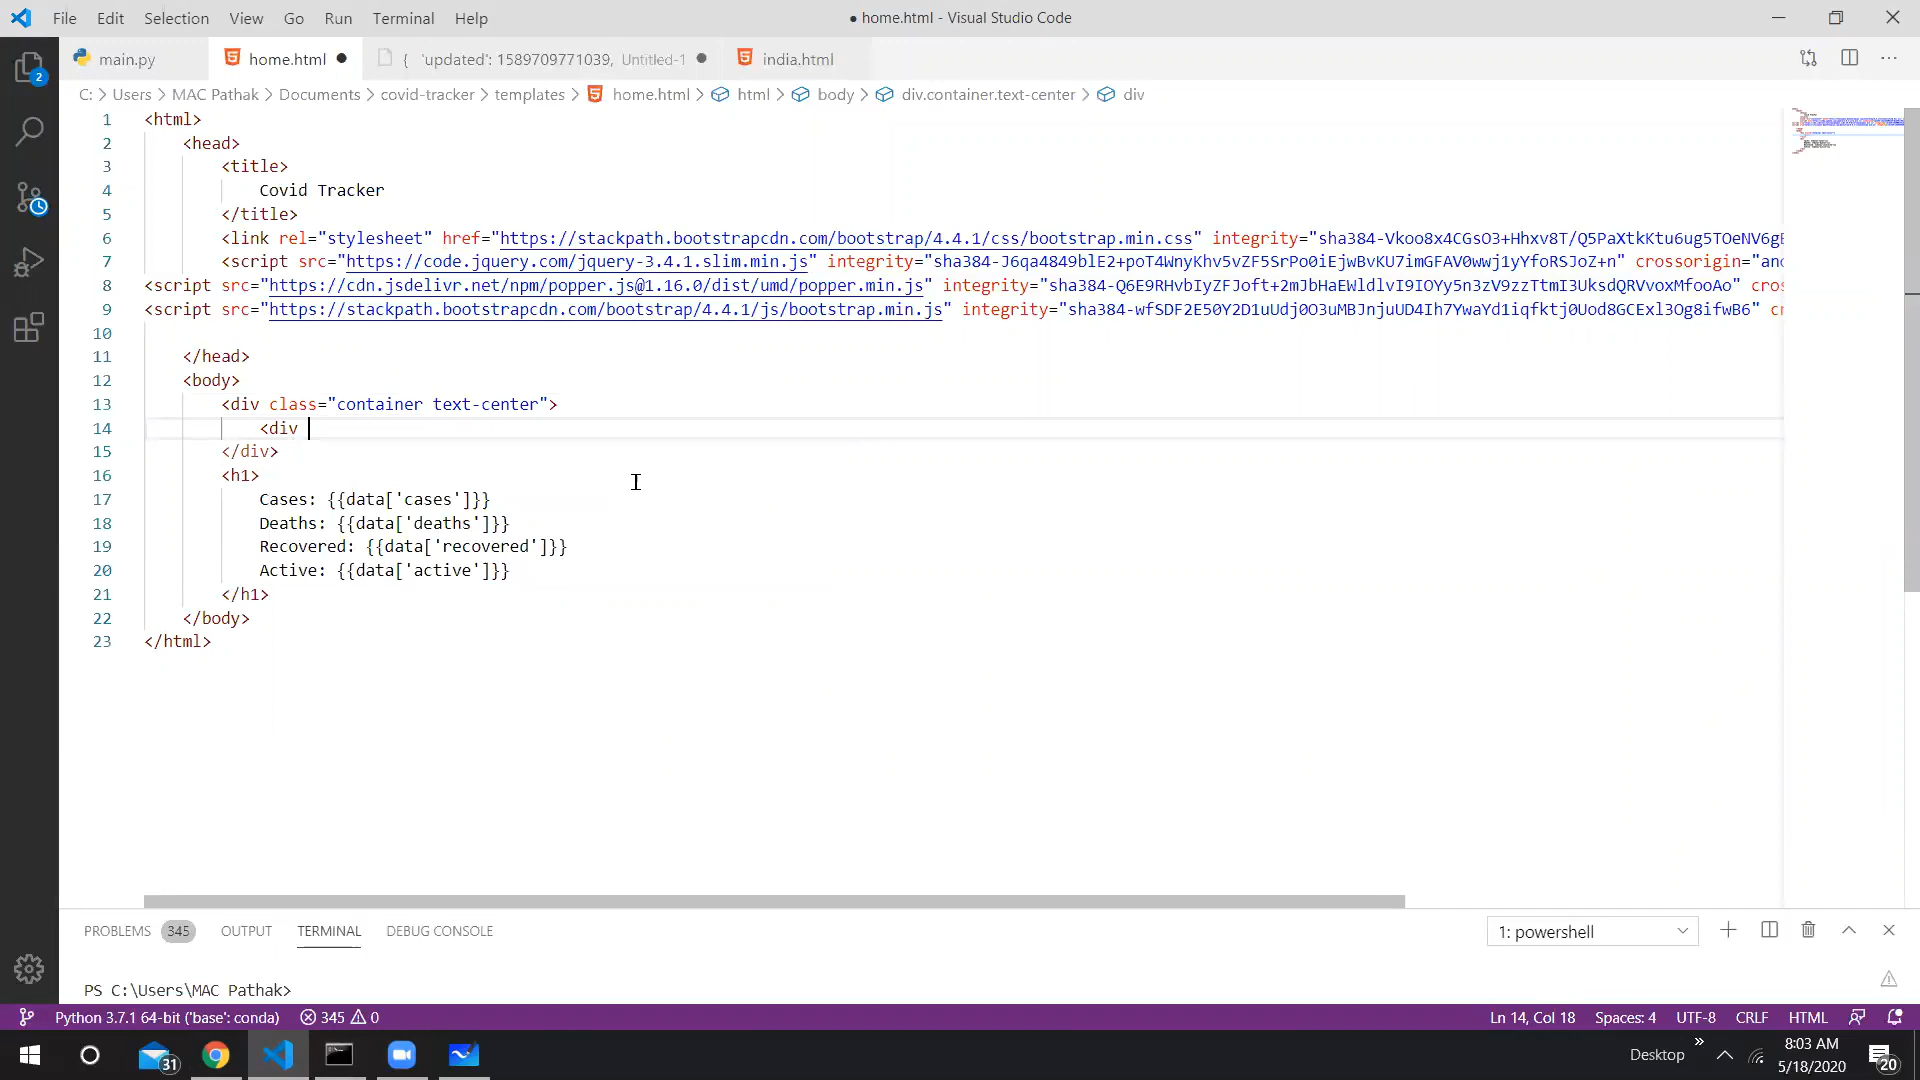 File Edit Selection View Go Run Terminal Help
● home.html - Visual Studio Code
main.py
home.html ●
{ 'updated': 1589709771039, Untitled-1 ●
india.html
C: > Users > MAC Pathak > Documents > covid-tracker > templates > home.html > html > body > div.container.text-center > div
1 <html>
2 <head>
3 <title>
4 Covid Tracker
5 </title>
6 <link rel="stylesheet" href="https://stackpath.bootstrapcdn.com/bootstrap/4.4.1/css/bootstrap.min.css" integrity="sha384-Vkoo8x4CGsO3+Hhxv8T/Q5PaXtkKtu6ug5TOeNV6gB
7 <script src="https://code.jquery.com/jquery-3.4.1.slim.min.js" integrity="sha384-J6qa4849blE2+poT4WnyKhv5vZF5SrPo0iEjwBvKU7imGFAV0wwj1yYfoRSJoZ+n" crossorigin="ano
8 <script src="https://cdn.jsdelivr.net/npm/popper.js@1.16.0/dist/umd/popper.min.js" integrity="sha384-Q6E9RHvbIyZFJoft+2mJbHaEWldlvI9IOYy5n3zV9zzTtmI3UksdQRVvoxMfooAo" cros
9 <script src="https://stackpath.bootstrapcdn.com/bootstrap/4.4.1/js/bootstrap.min.js" integrity="sha384-wfSDF2E50Y2D1uUdj0O3uMBJnjuUD4Ih7YwaYd1iqfktj0Uod8GCExl3Og8ifwB6" cr
10
11 </head>
12 <body>
13 <div class="container text-center">
14 <div
15 </div>
16 <h1>
17 Cases: {{data['cases']}}
18 Deaths: {{data['deaths']}}
19 Recovered: {{data['recovered']}}
20 Active: {{data['active']}}
21 </h1>
22 </body>
23 </html>
PROBLEMS 345 OUTPUT TERMINAL DEBUG CONSOLE
1: powershell
PS C:\Users\MAC Pathak>
Python 3.7.1 64-bit ('base': conda) 345 0
Ln 14, Col 18 Spaces: 4 UTF-8 CRLF HTML
2
31
Desktop »
8:03 AM
5/18/2020
20